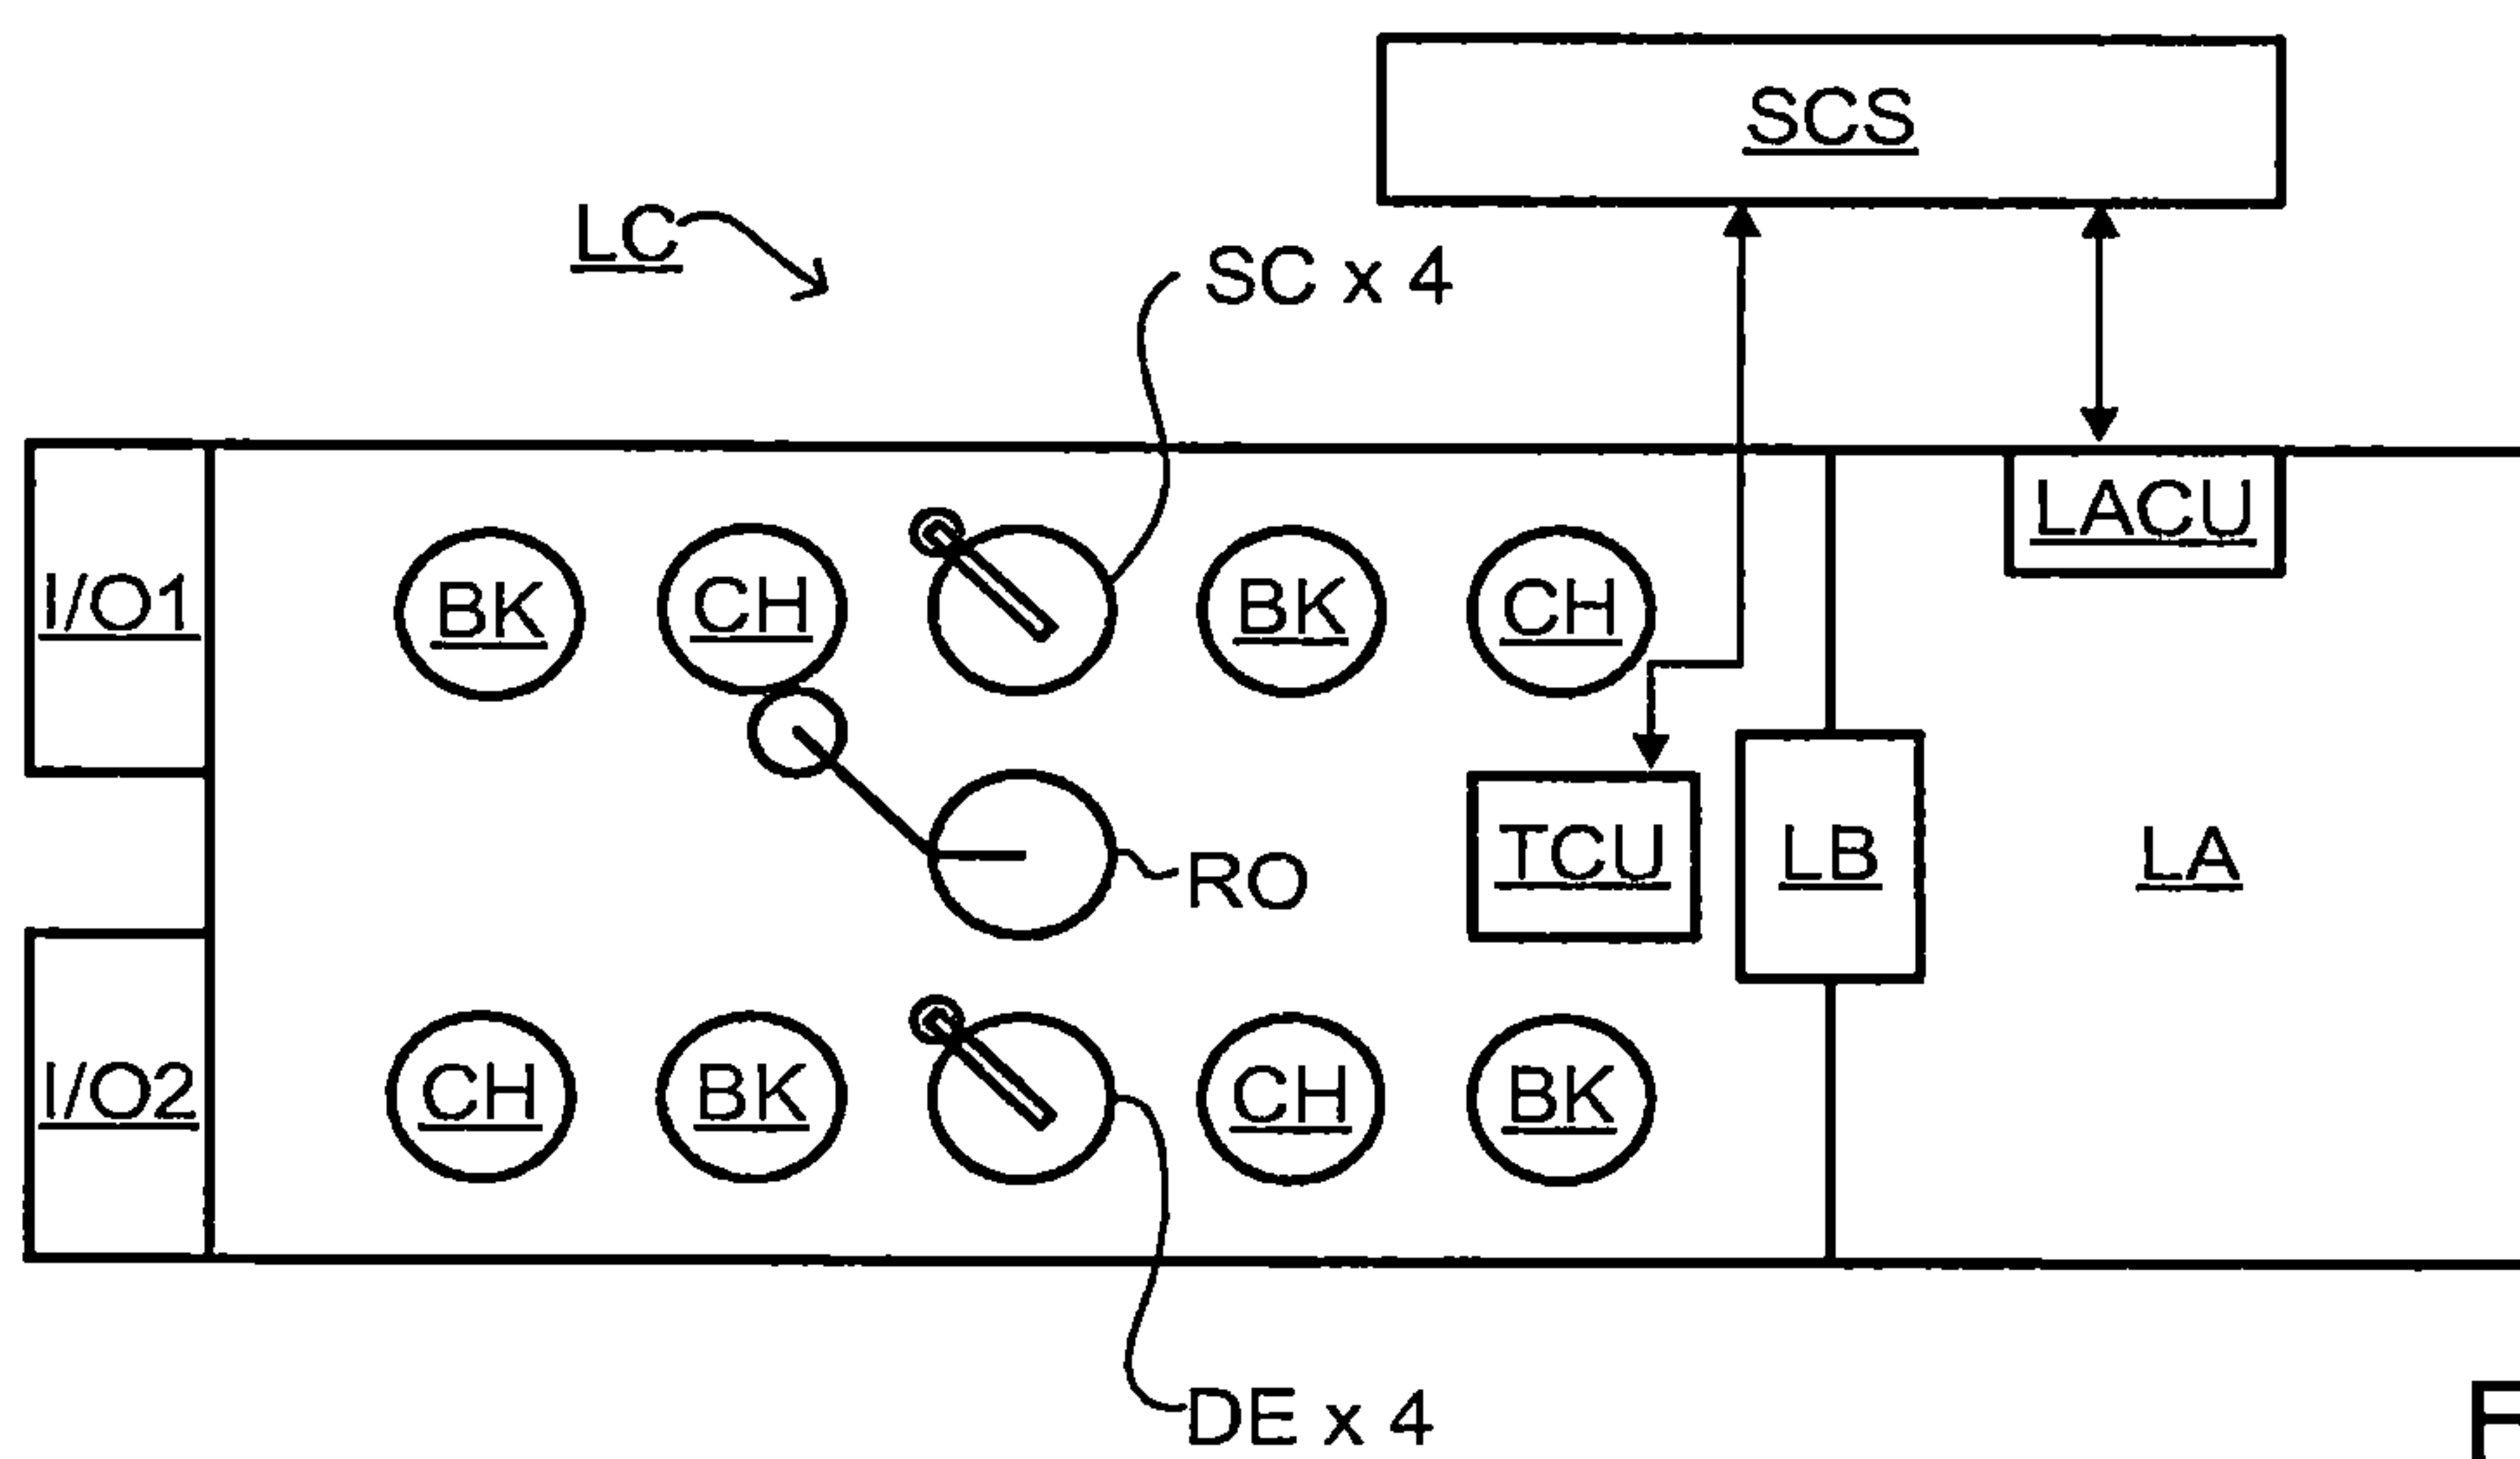 SCS
LC
SC x 4
LACU
I/O1
BK
CH
BK
CH
RO
TCU
LB
LA
I/O2
CH
BK
CH
BK
DE x 4
F